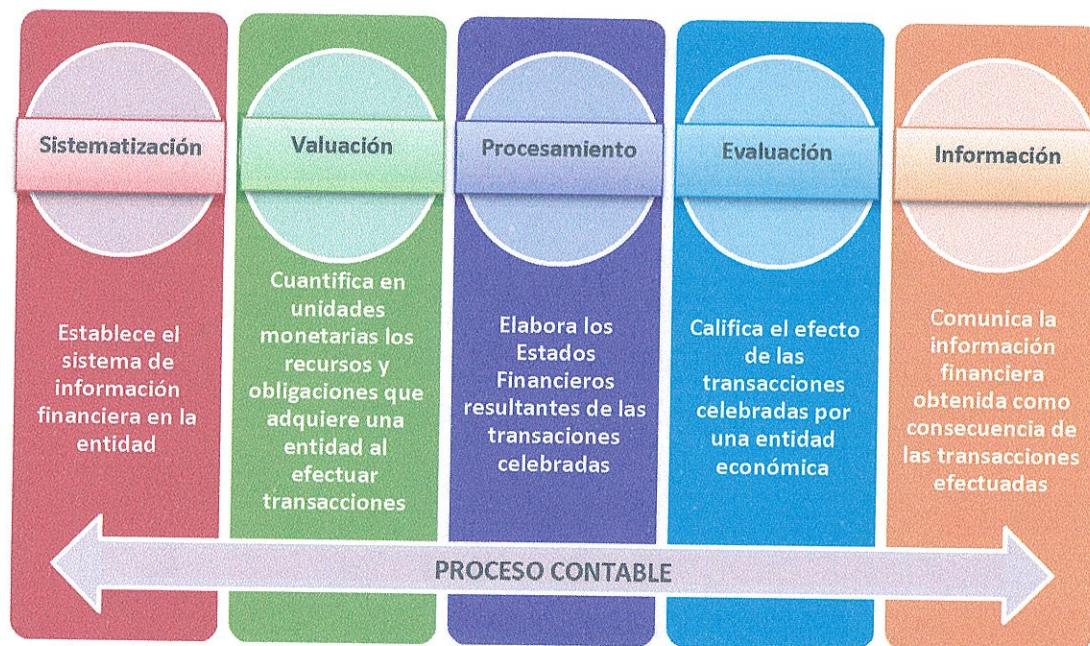 Sistematización
Establece el
sistema de
información
financiera en la
entidad
Valuación
Cuantifica en
unidades
monetarias los
recursos y
obligaciones que
adquiere una
entidad al
efectuar
transacciones
Procesamiento
Elabora los
Estados
Financieros
resultantes de las
transaciones
celebradas
Evaluación
Califica el efecto
de las
transacciones
celebradas por
una entidad
económica
Información
Comunica la
información
financiera
obtenida como
consecuencia de
las transacciones
efectuadas
PROCESO CONTABLE